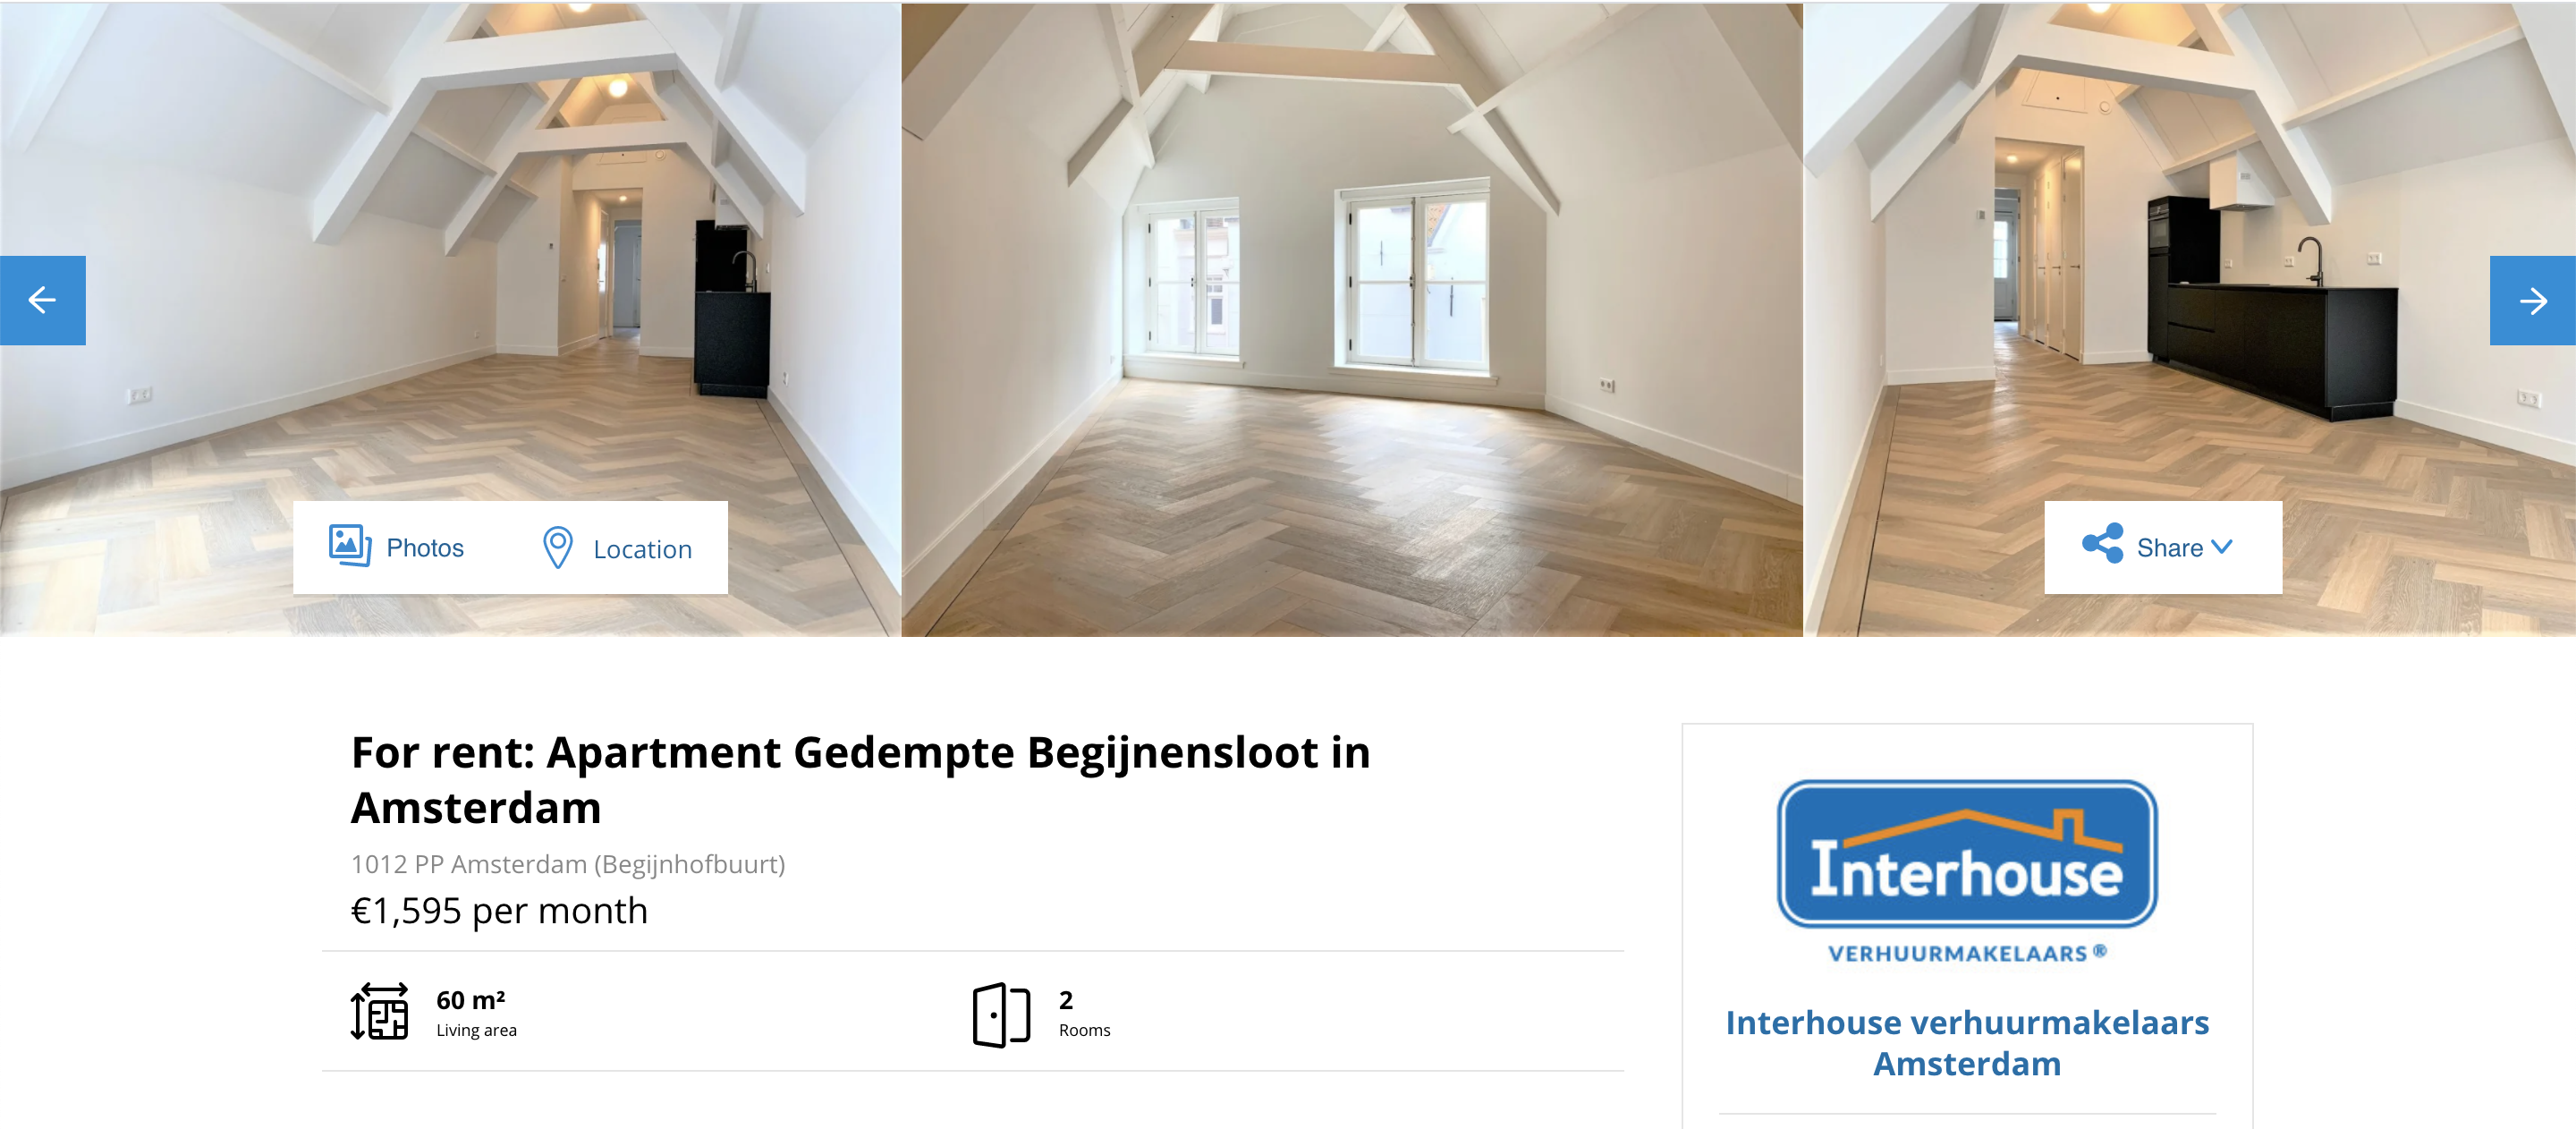 Photos
Location
Share
For rent: Apartment Gedempte Begijnensloot in
Amsterdam
1012 PP Amsterdam (Begijnhofbuurt)
€1,595 per month
60 m²
Living area
2
Rooms
Interhouse
VERHUURMAKELAARS ®
Interhouse verhuurmakelaars
Amsterdam